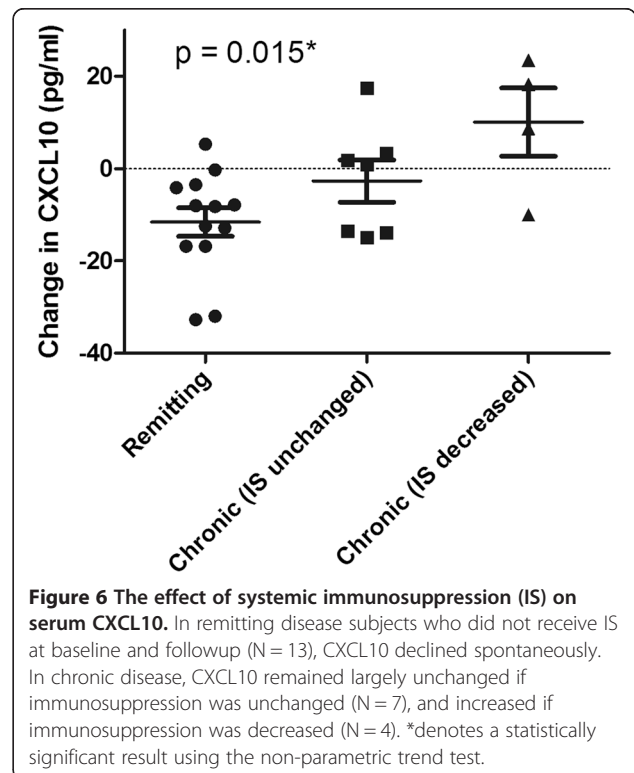 p = 0.015*
Change in CXCL10 (pg/ml)
20
0
-20
-40
Remitting
Chronic (IS unchanged)
Chronic (IS decreased)
Figure 6 The effect of systemic immunosuppression (IS) on
serum CXCL10. In remitting disease subjects who did not receive IS
at baseline and followup (N = 13), CXCL10 declined spontaneously.
In chronic disease, CXCL10 remained largely unchanged if
immunosuppression was unchanged (N = 7), and increased if
immunosuppression was decreased (N = 4). *denotes a statistically
significant result using the non-parametric trend test.